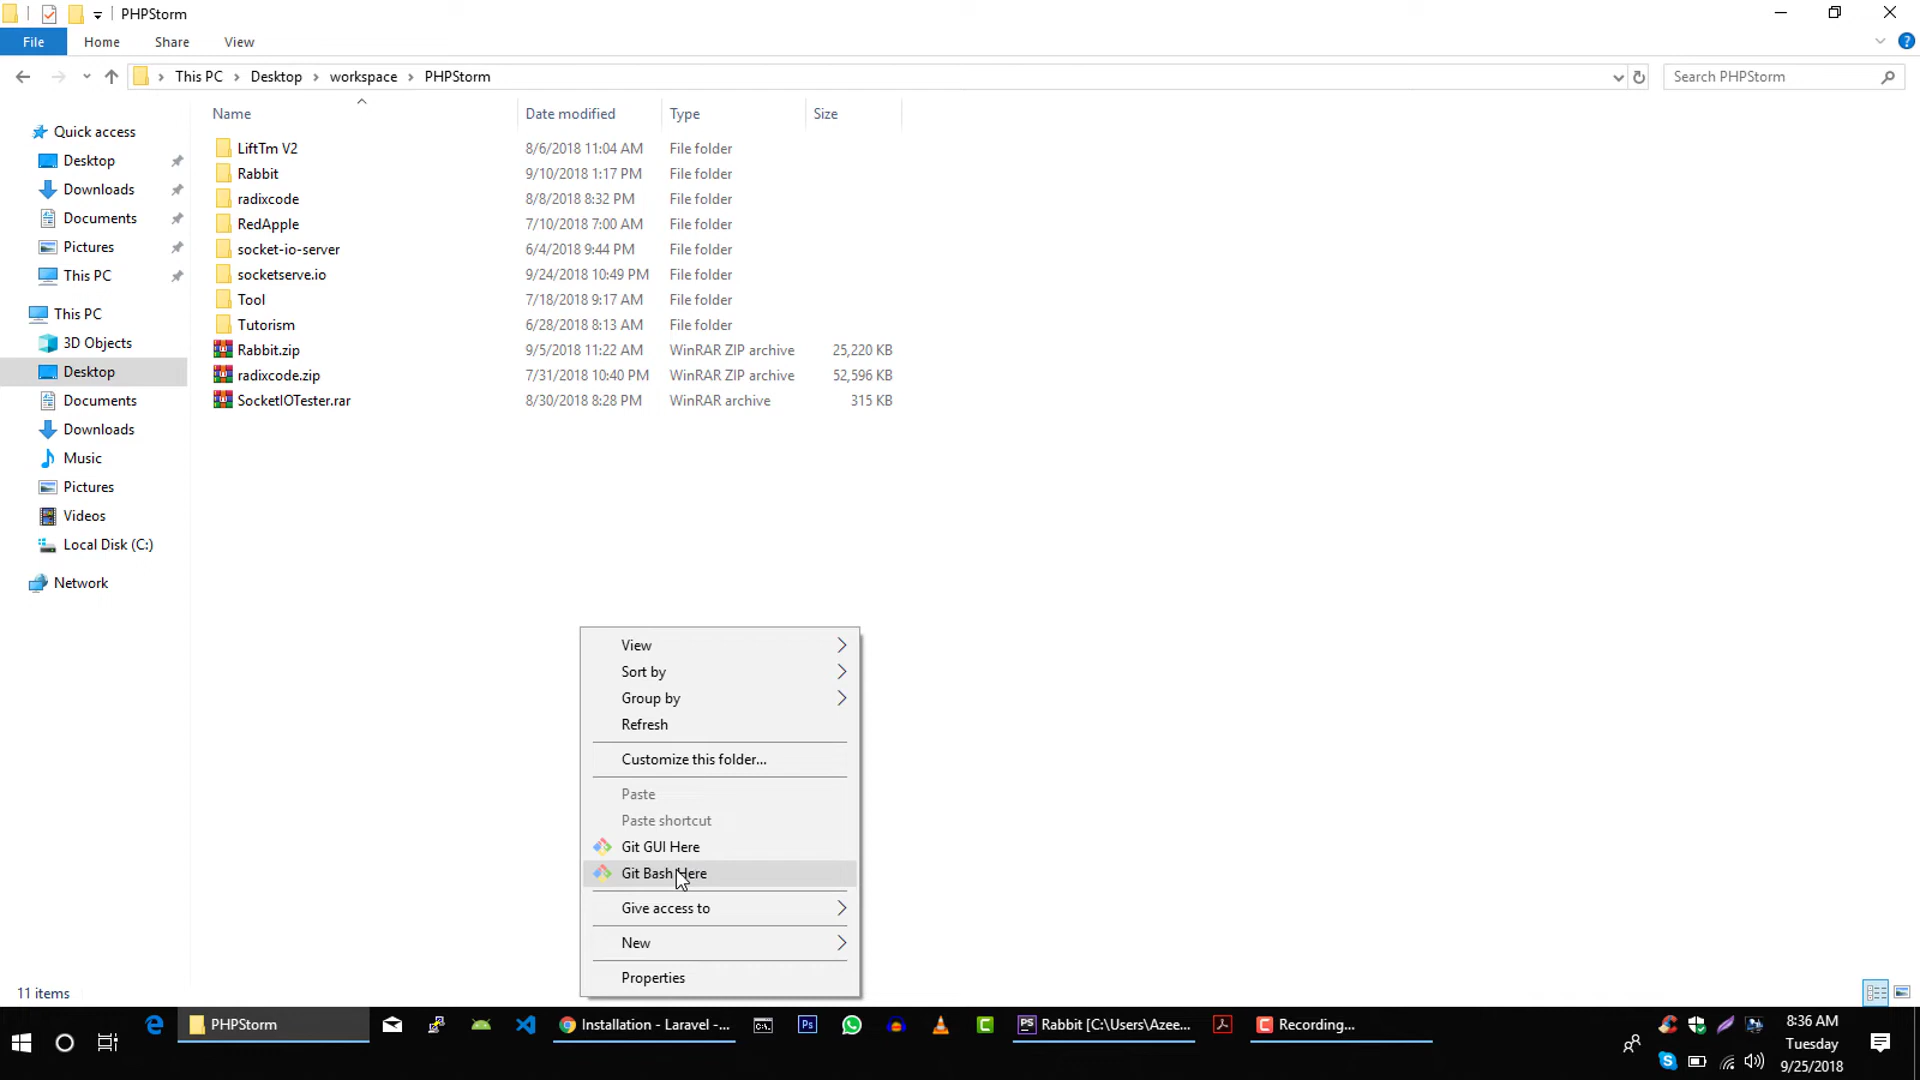 PHPStorm
File Home Share View
This PC Desktop workspace PHPStorm
Search PHPStorm
Name Date modified Type Size
Quick access
Desktop
Downloads
Documents
Pictures
This PC
This PC
3D Objects
Desktop
Documents
Downloads
Music
Pictures
Videos
Local Disk (C:)
Network
LiftTm V2 8/6/2018 11:04 AM File folder
Rabbit 9/10/2018 1:17 PM File folder
radixcode 8/8/2018 8:32 PM File folder
RedApple 7/10/2018 7:00 AM File folder
socket-io-server 6/4/2018 9:44 PM File folder
socketserve.io 9/24/2018 10:49 PM File folder
Tool 7/18/2018 9:17 AM File folder
Tutorism 6/28/2018 8:13 AM File folder
Rabbit.zip 9/5/2018 11:22 AM WinRAR ZIP archive 25,220 KB
radixcode.zip 7/31/2018 10:40 PM WinRAR ZIP archive 52,596 KB
SocketIOTester.rar 8/30/2018 8:28 PM WinRAR archive 315 KB
View
Sort by
Group by
Refresh
Customize this folder...
Paste
Paste shortcut
Git GUI Here
Git Bash Here
Give access to
New
Properties
11 items
PHPStorm
Installation - Laravel -...
Ps
PS
Rabbit [C:\Users\Azee...
Recording...
8:36 AM
Tuesday
9/25/2018